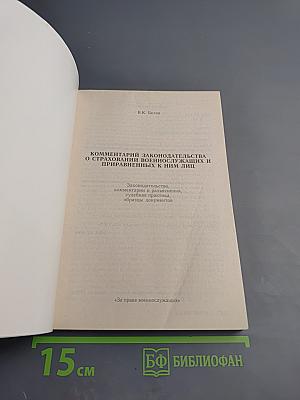 В.К. Белов
КОММЕНТАРИЙ ЗАКОНОДАТЕЛЬСТВА
О СТРАХОВАНИИ ВОЕННОСЛУЖАЩИХ И
ПРИРАВНЕННЫХ К НИМ ЛИЦ
Законодательство,
комментарии и разъяснения,
судебная практика,
образцы документов
«За права военнослужащих»
15 см
БФ БИБЛИОФАН